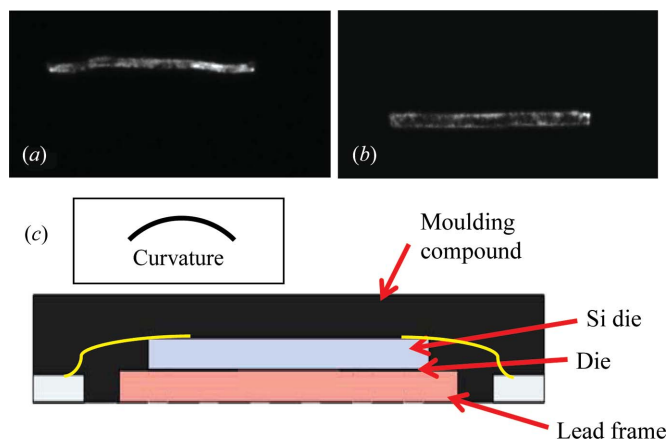 (a)
(b)
(c)
Curvature
Moulding
compound
Si die
Die
Lead frame